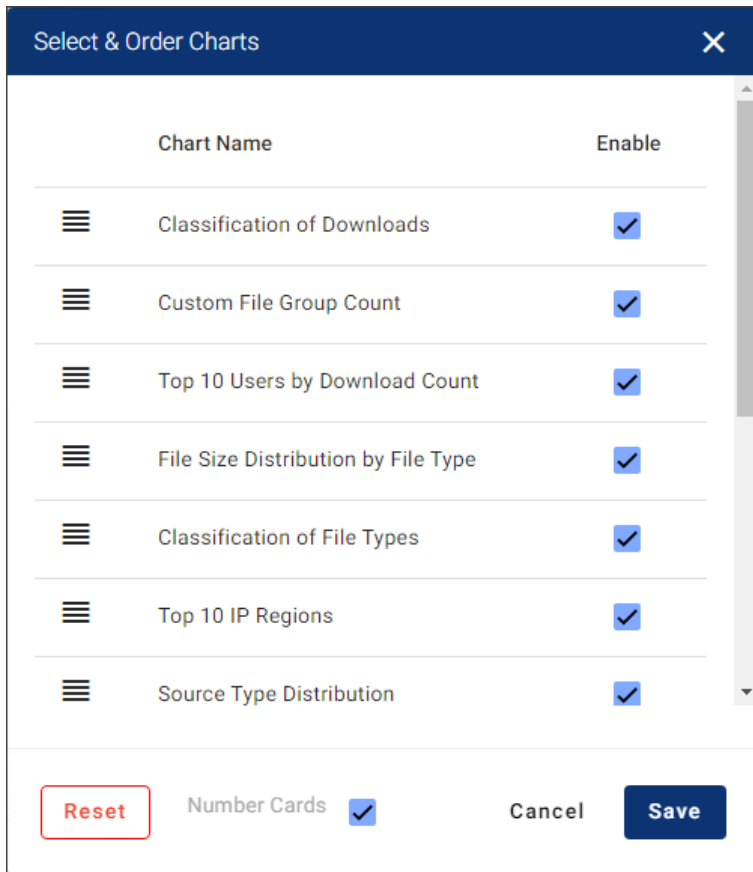 Select & Order Charts
Chart Name Enable
Classification of Downloads
Custom File Group Count
Top 10 Users by Download Count
File Size Distribution by File Type
Classification of File Types
Top 10 IP Regions
Source Type Distribution
Reset Number Cards Cancel Save